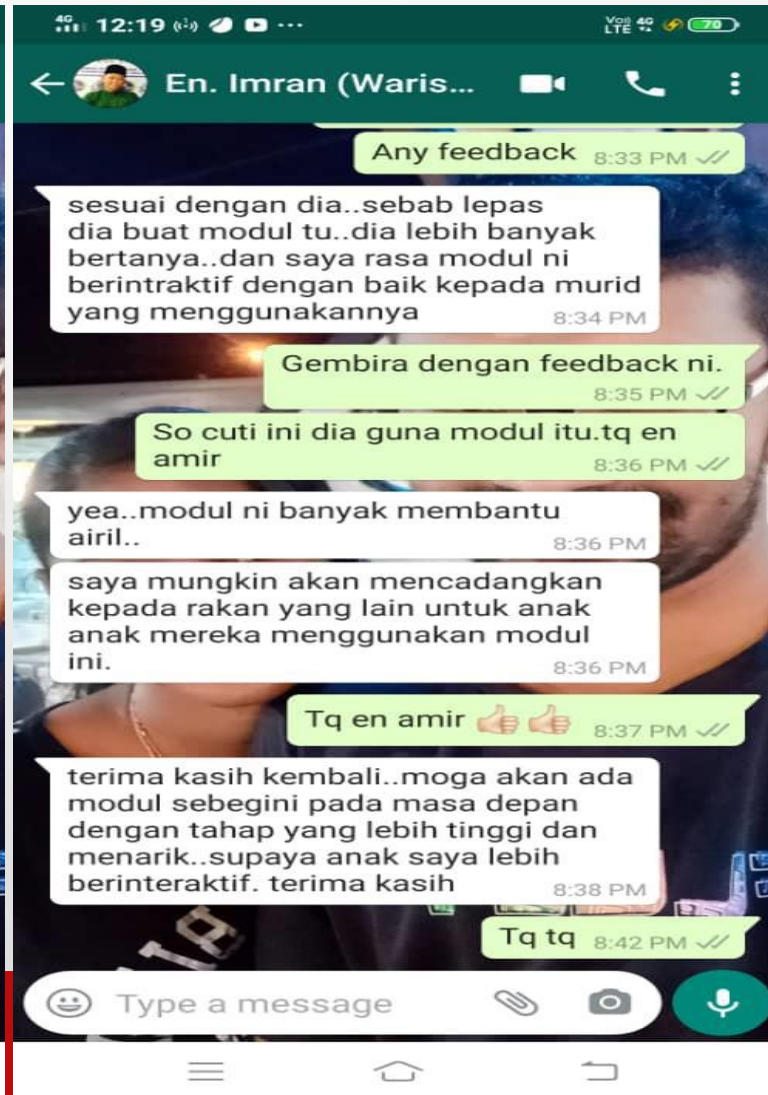 4G 12:19 ...
Voi) 4G
LTE 70
En. Imran (Waris...
Any feedback 8:33 PM
sesuai dengan dia..sebab lepas
dia buat modul tu..dia lebih banyak
bertanya..dan saya rasa modul ni
berintraktif dengan baik kepada murid
yang menggunakannya 8:34 PM
Gembira dengan feedback ni.
8:35 PM
So cuti ini dia guna modul itu.tq en
amir 8:36 PM
yea..modul ni banyak membantu
airil.. 8:36 PM
saya mungkin akan mencadangkan
kepada rakan yang lain untuk anak
anak mereka menggunakan modul
ini. 8:36 PM
Tq en amir 👍👍 8:37 PM
terima kasih kembali..moga akan ada
modul sebegini pada masa depan
dengan tahap yang lebih tinggi dan
menarik..supaya anak saya lebih
berinteraktif. terima kasih 8:38 PM
Tq tq 8:42 PM
Type a message